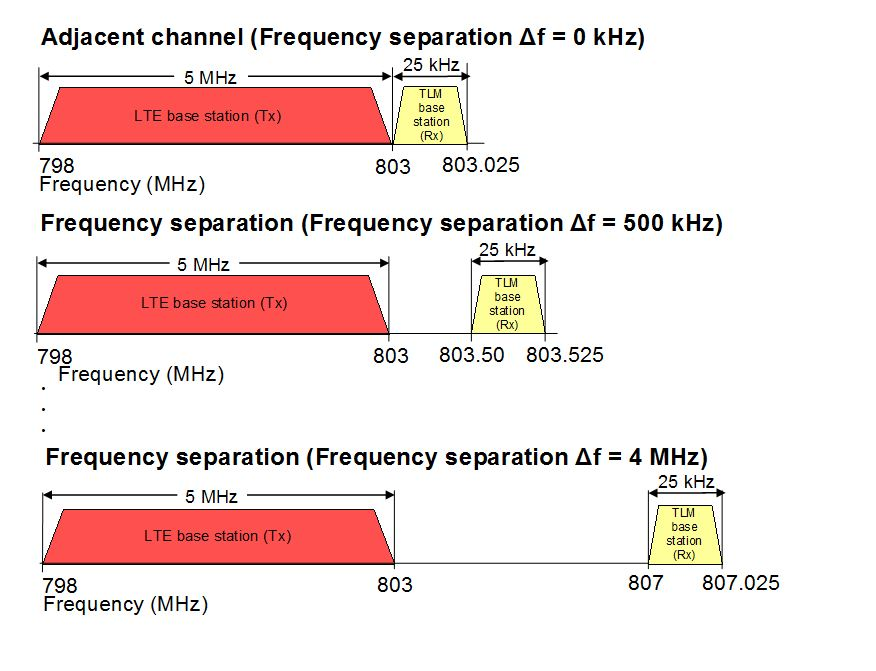 Adjacent channel (Frequency separation Δf = 0 kHz)
5 MHz
25 kHz
LTE base station (Tx)
TLM
base
station
(Rx)
798
803
803.025
Frequency (MHz)
Frequency separation (Frequency separation Δf = 500 kHz)
5 MHz
25 kHz
LTE base station (Tx)
TLM
base
station
(Rx)
798
803
803.50
803.525
Frequency (MHz)
.
.
.
Frequency separation (Frequency separation Δf = 4 MHz)
5 MHz
25 kHz
LTE base station (Tx)
TLM
base
station
(Rx)
798
803
807
807.025
Frequency (MHz)